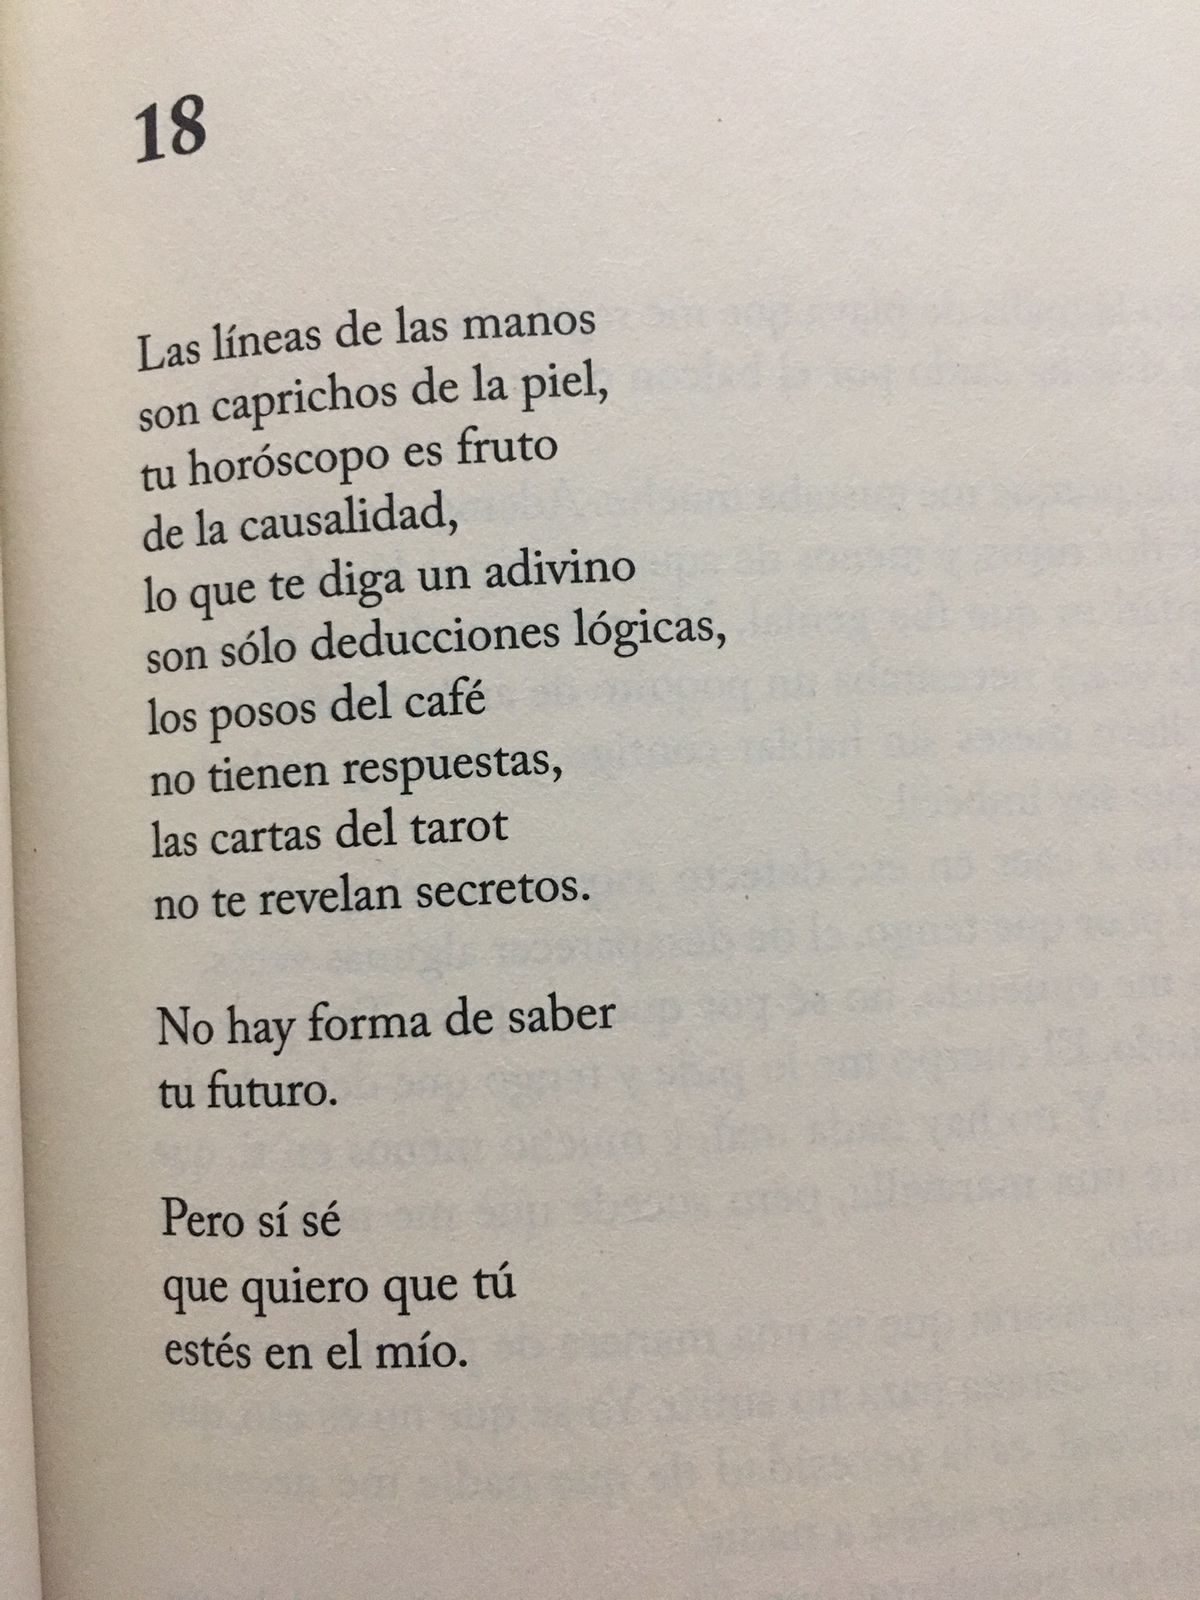 18
Las líneas de las manos
son caprichos de la piel,
tu horóscopo es fruto
de la causalidad,
lo que te diga un adivino
son sólo deducciones lógicas,
los posos del café
no tienen respuestas,
las cartas del tarot
no te revelan secretos.
No hay forma de saber
tu futuro.
Pero sí sé
que quiero que tú
estés en el mío.